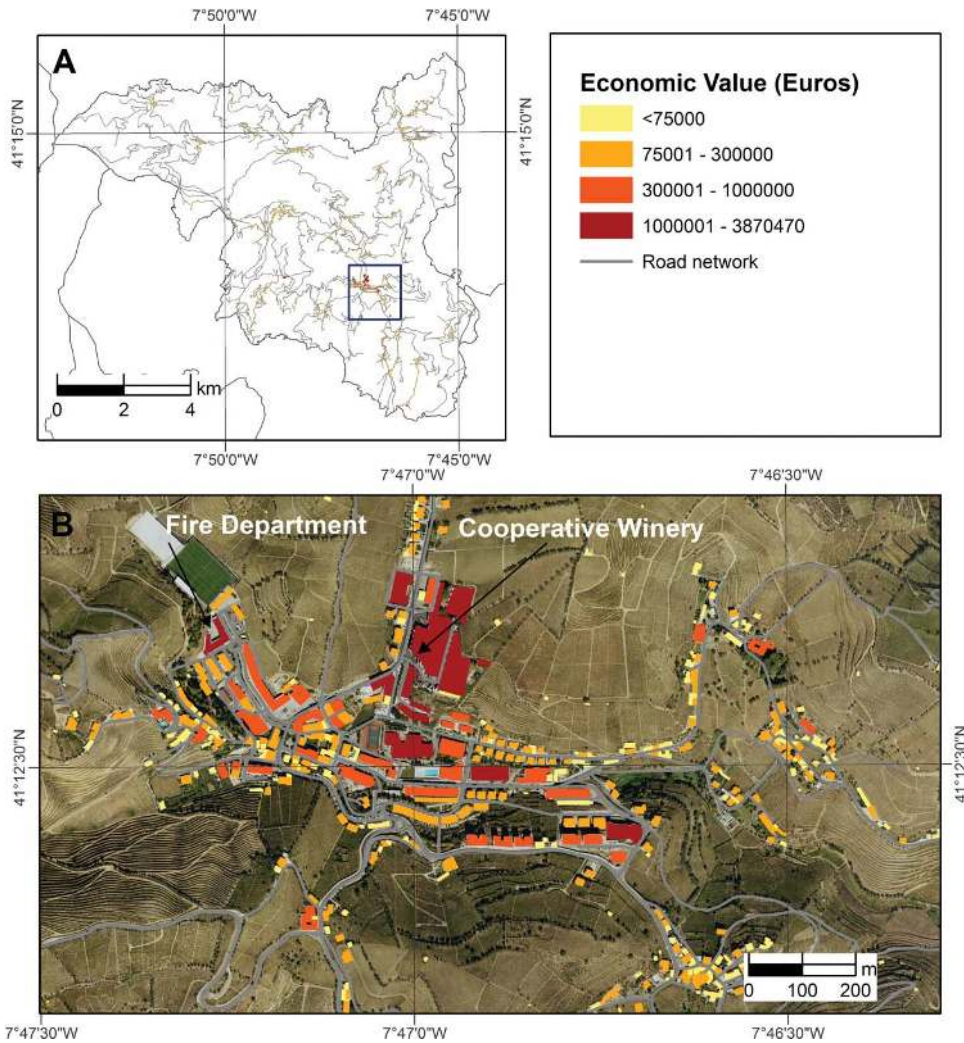 7°50'0"W
7°45'0"W
A
41°15'0"N
41°15'0"N
km
0 2 4
7°50'0"W
7°45'0"W
Economic Value (Euros)
<75000
75001 - 300000
300001 - 1000000
1000001 - 3870470
Road network
7°47'0"W
7°46'30"W
B
Fire Department
Cooperative Winery
41°12'30"N
41°12'30"N
m
0 100 200
7°47'30"W
7°47'0"W
7°46'30"W